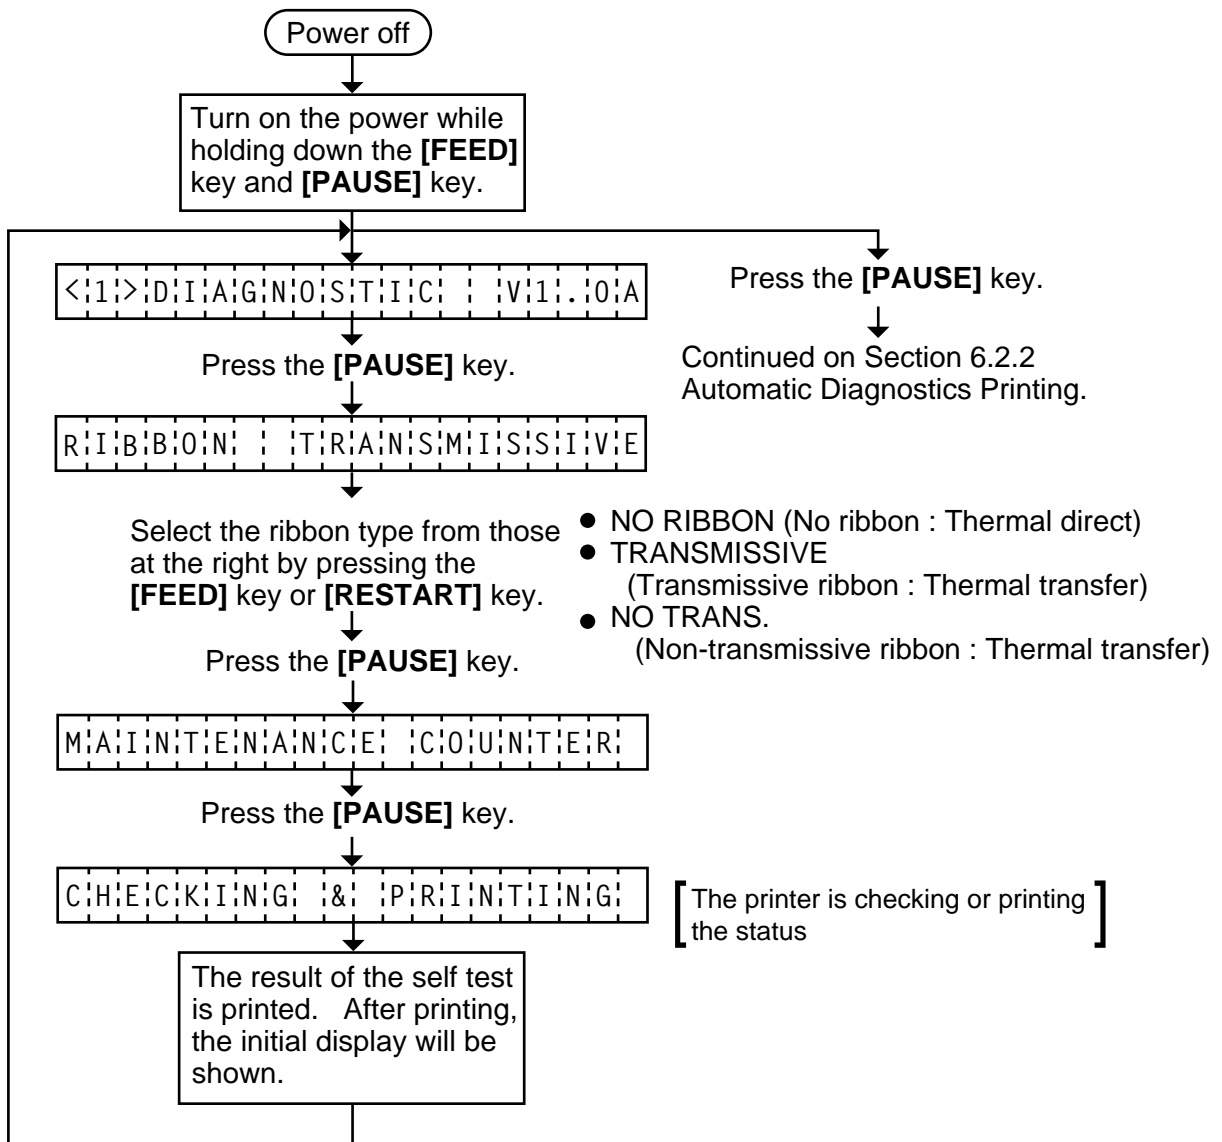 Power off
Turn on the power while
holding down the [FEED]
key and [PAUSE] key.
<1>DIAGNOSTIC  V1.0A
Press the [PAUSE] key.
Press the [PAUSE] key.
Continued on Section 6.2.2
Automatic Diagnostics Printing.
RIBBON  TRANSMISSIVE
Select the ribbon type from those
at the right by pressing the
[FEED] key or [RESTART] key.
● NO RIBBON (No ribbon : Thermal direct)
● TRANSMISSIVE
(Transmissive ribbon : Thermal transfer)
● NO TRANS.
(Non-transmissive ribbon : Thermal transfer)
Press the [PAUSE] key.
MAINTENANCE COUNTER
Press the [PAUSE] key.
CHECKING & PRINTING
[The printer is checking or printing
the status]
The result of the self test
is printed.   After printing,
the initial display will be
shown.